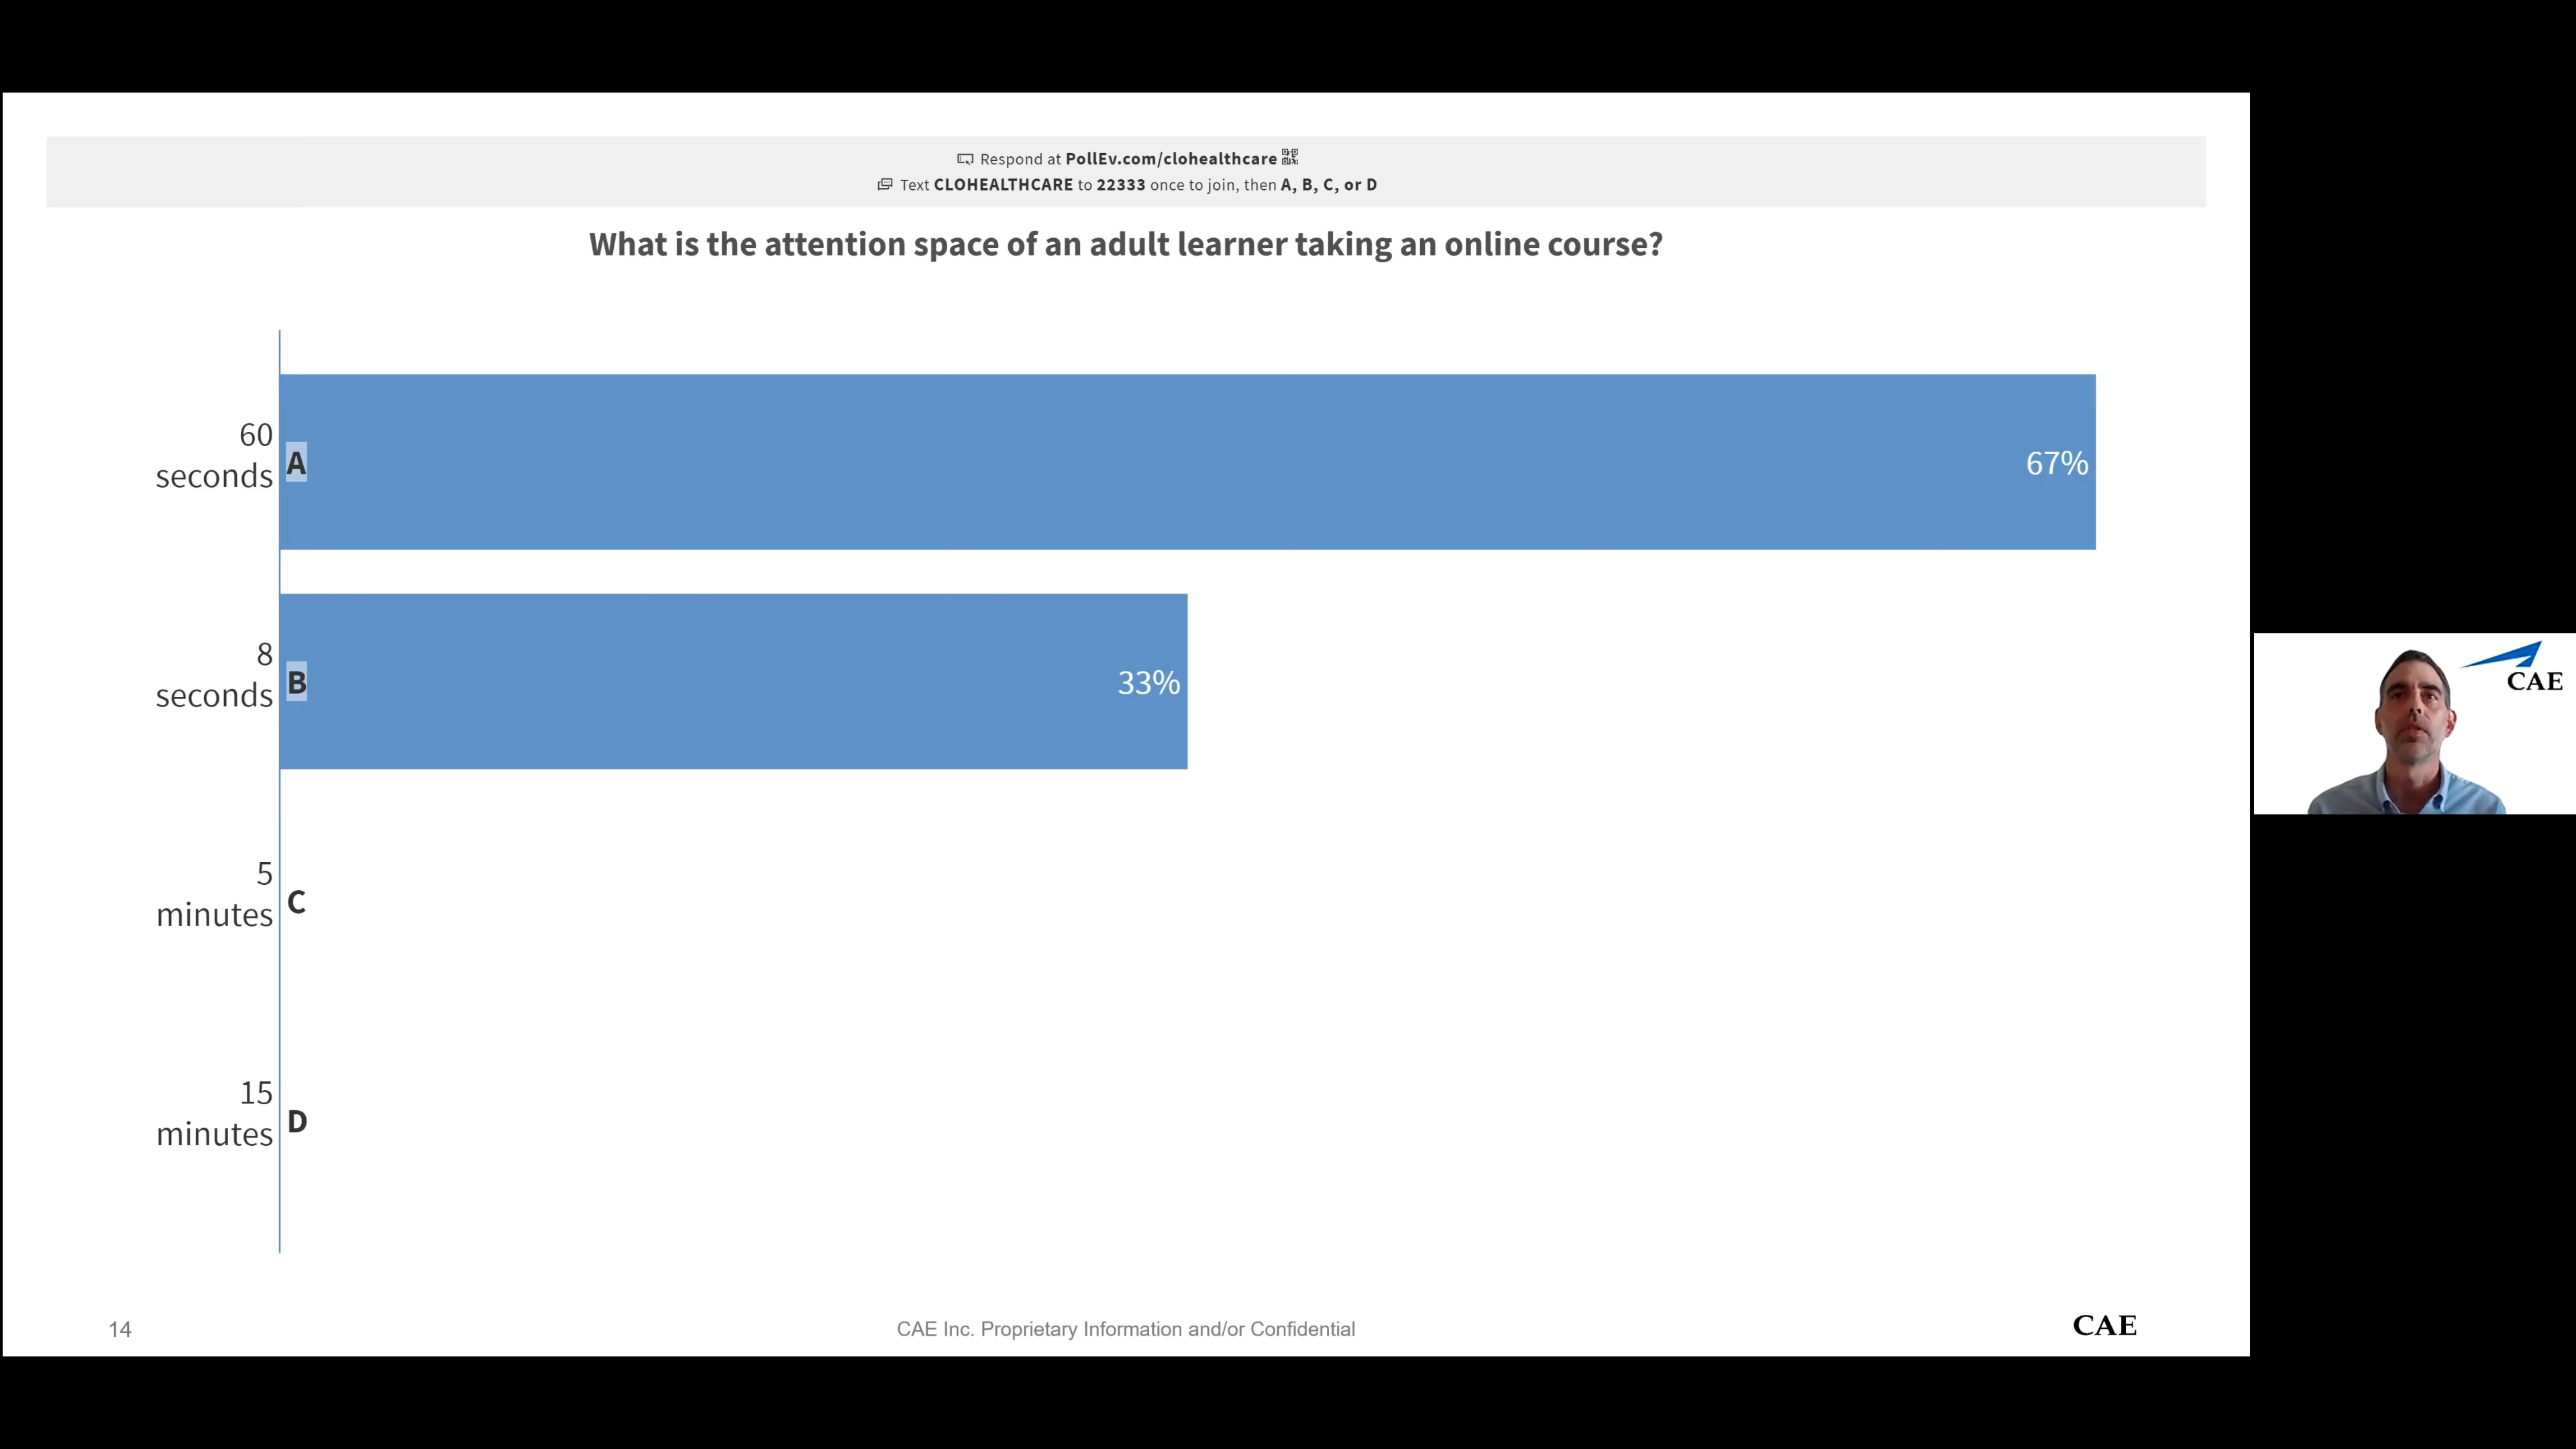 Respond at PollEv.com/clohealthcare
Text CLOHEALTHCARE to 22333 once to join, then A, B, C, or D
What is the attention space of an adult learner taking an online course?
60
seconds
A
67%
8
seconds
B
33%
5
minutes
C
15
minutes
D
14
CAE Inc. Proprietary Information and/or Confidential
CAE
CAE